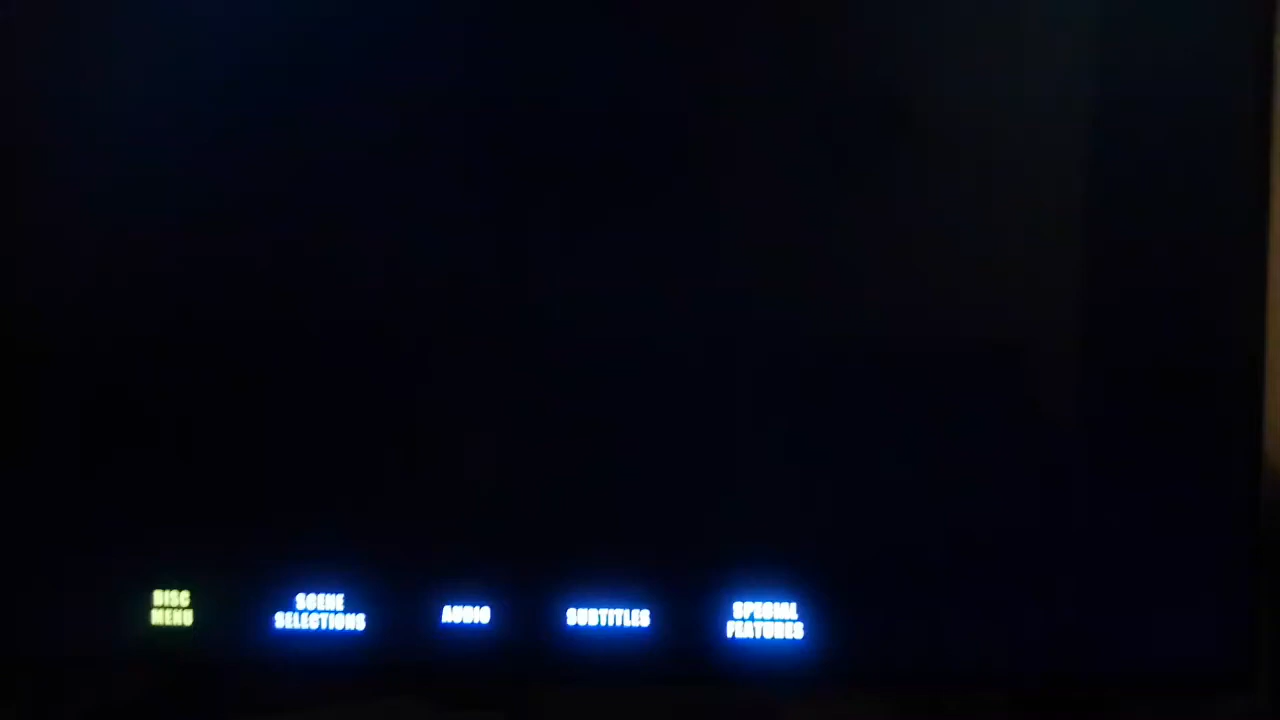 DISC
MENU
SCENE
SELECTIONS
AUDIO
SUBTITLES
SPECIAL
FEATURES